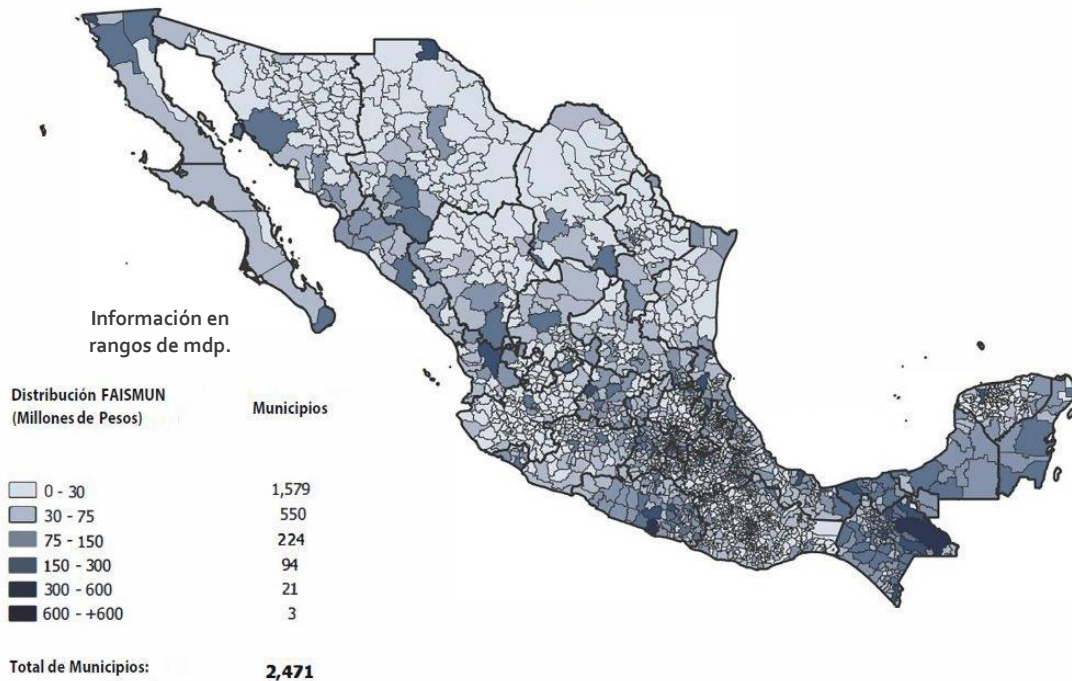 Información en
rangos de mdp.
Distribución FAISMUN
(Millones de Pesos)
Municipios
0 - 30 1,579
30 - 75 550
75 - 150 224
150 - 300 94
300 - 600 21
600 - +600 3
Total de Municipios: 2,471